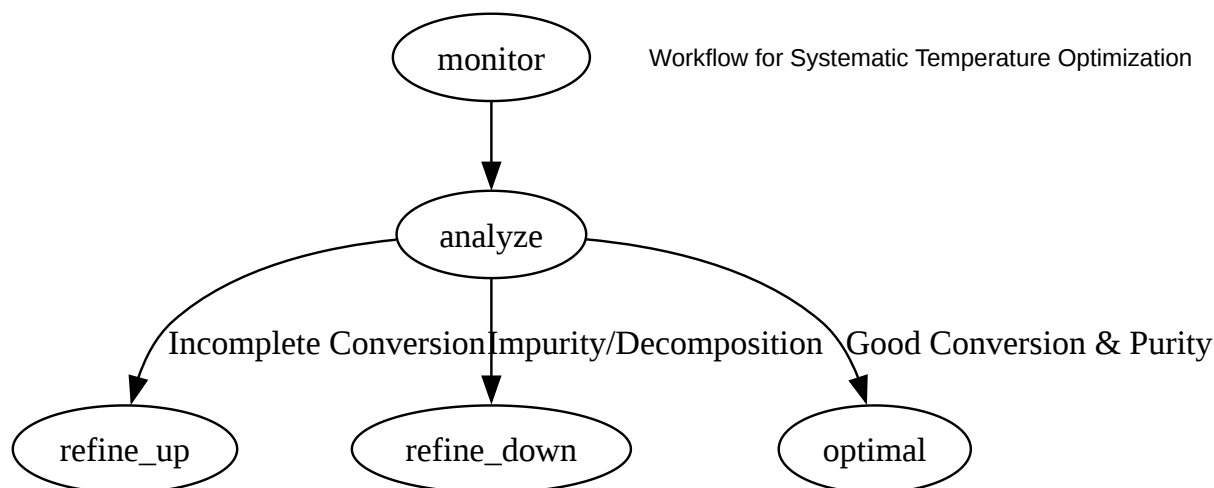 monitor
Workflow for Systematic Temperature Optimization
analyze
Incomplete Conversion
Impurity/Decomposition
Good Conversion & Purity
refine_up
refine_down
optimal